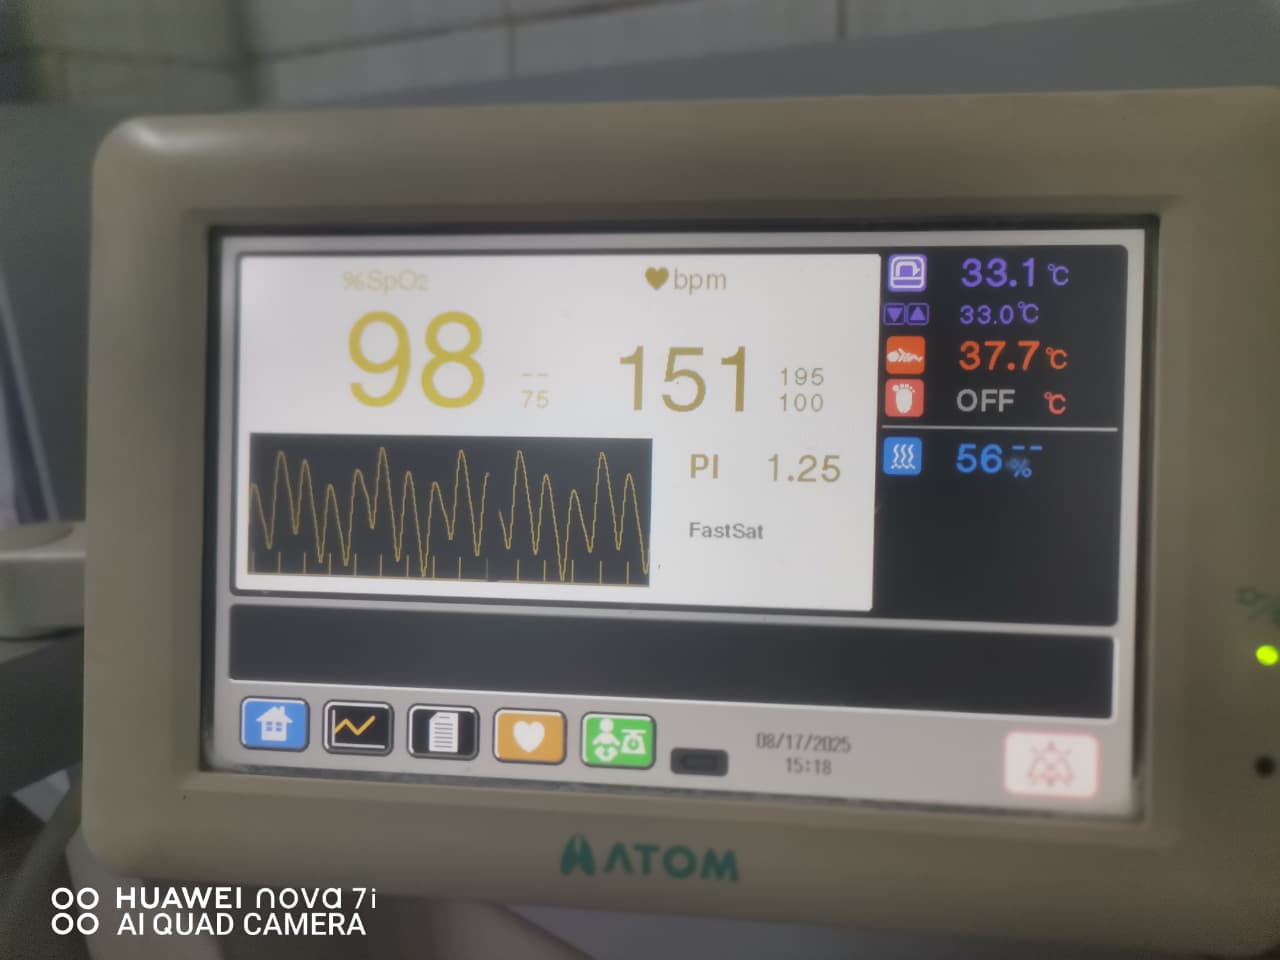 %SpO2
98
--
75
♥bpm
151
195
100
PI 1.25
FastSat
33.1 ℃
33.0℃
37.7 ℃
OFF ℃
56 % --
08/17/2025
15:18
ATOM
HUAWEI nova 7i
AI QUAD CAMERA